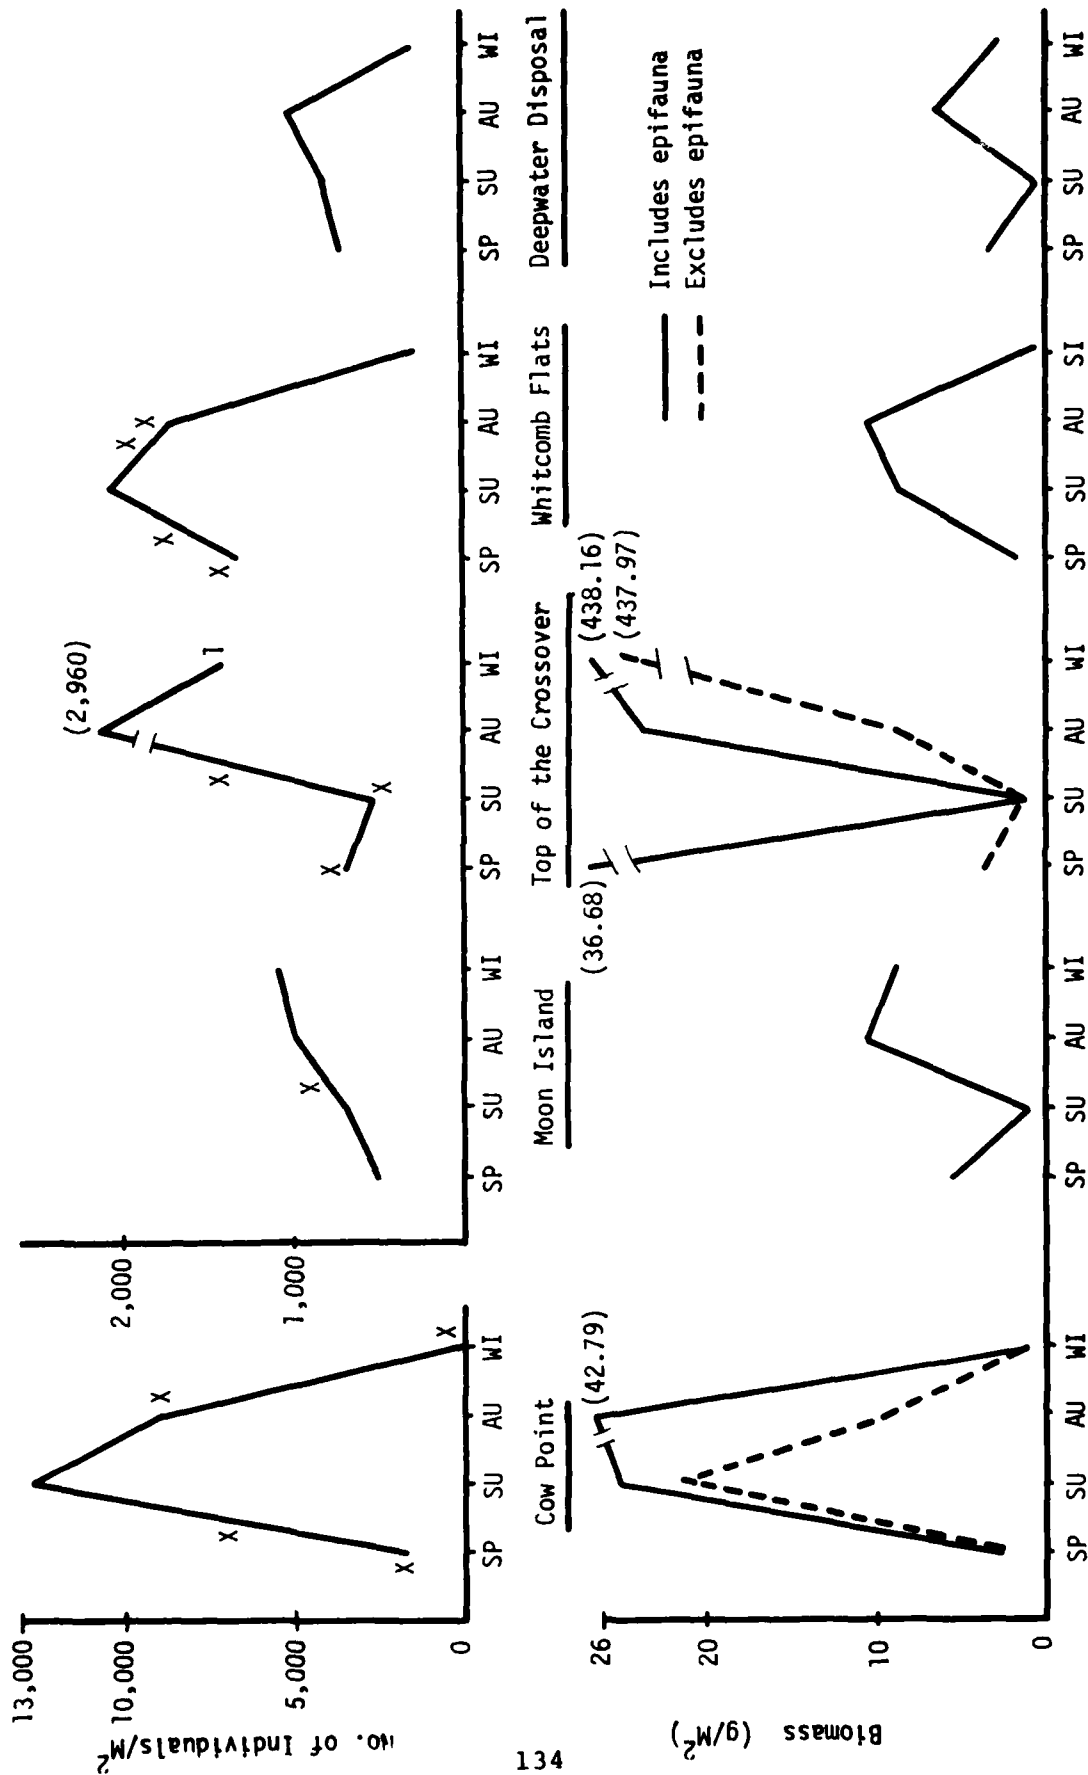 No. of Individuals/M²
13,000
10,000
5,000
0
2,000
1,000
X X X X
X
(2,960)
X X X 1
X X X X
SP SU AU WI SP SU AU WI SP SU AU WI SP SU AU WI SP SU AU WI
Cow Point Moon Island Top of the Crossover Whitcomb Flats Deepwater Disposal
Biomass (g/M²)
26
20
10
0
(42.79)
(36.68)
(438.16)
(437.97)
Includes epifauna
Excludes epifauna
SP SU AU WI SP SU AU WI SP SU AU WI SP SU AU SI SP SU AU WI
134